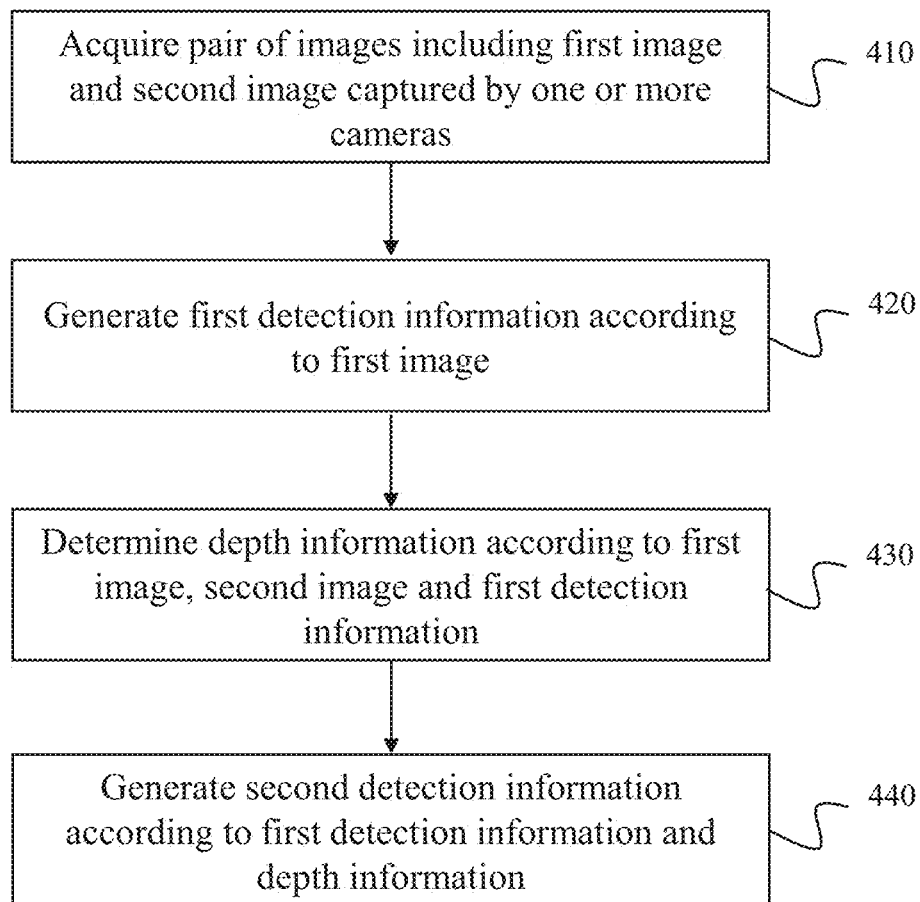 Acquire pair of images including first image
and second image captured by one or more
cameras
410
Generate first detection information according
to first image
420
Determine depth information according to first
image, second image and first detection
information
430
Generate second detection information
according to first detection information and
depth information
440